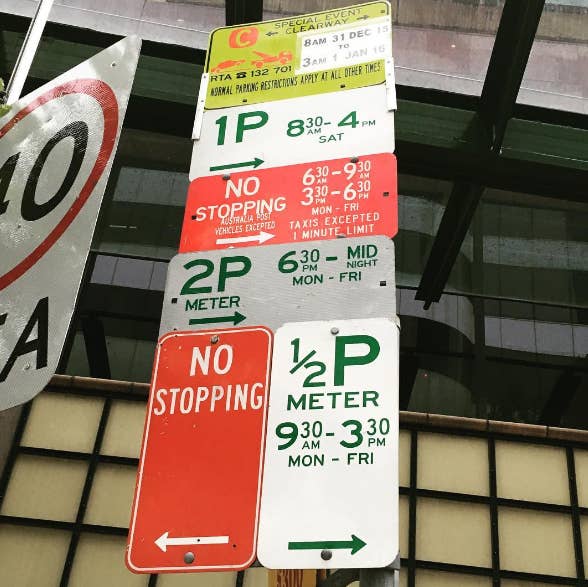 SPECIAL EVENT
CLEARWAY
C
8AM 31 DEC 15
TO
3AM 1 JAN 16
RTA ☎ 132 701
NORMAL PARKING RESTRICTIONS APPLY AT ALL OTHER TIMES
1P 830 AM - 4 PM
SAT
NO STOPPING
6 30 AM - 9 30 AM
3 30 PM - 6 30 PM
MON - FRI
AUSTRALIA POST
VEHICLES EXCEPTED
TAXIS EXCEPTED
1 MINUTE LIMIT
2P
METER
6 30 PM - MID NIGHT
MON - FRI
NO
STOPPING
1/2P
METER
9 30 AM - 3 30 PM
MON - FRI
40